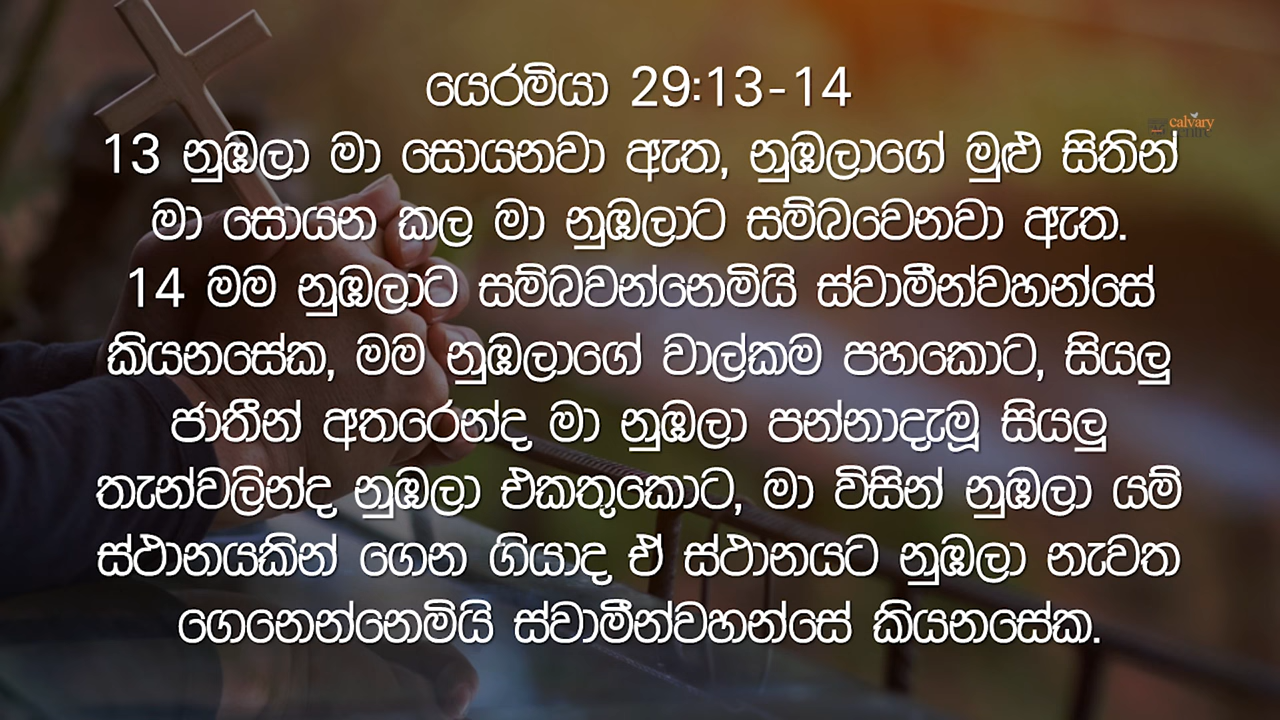 යෙරමියා 29:13-14
calvary
13 නුඹලා මා සොයනවා ඇත, නුඹලාගේ මුළු සිතින්
මා සොයන කල මා නුඹලාට සම්බවෙනවා ඇත.
14 මම නුඹලාට සම්බවන්නෙමියි ස්වාමීන්වහන්සේ
කියනසේක, මම නුඹලාගේ වාල්කම පහකොට, සියලු
ජාතීන් අතරෙන්ද මා නුඹලා පන්නාදැමූ සියලු
තැන්වලින්ද නුඹලා එකතුකොට, මා විසින් නුඹලා යම්
ස්ථානයකින් ගෙන ගියාද ඒ ස්ථානයට නුඹලා නැවත
ගෙනෙන්නෙමියි ස්වාමීන්වහන්සේ කියනසේක.